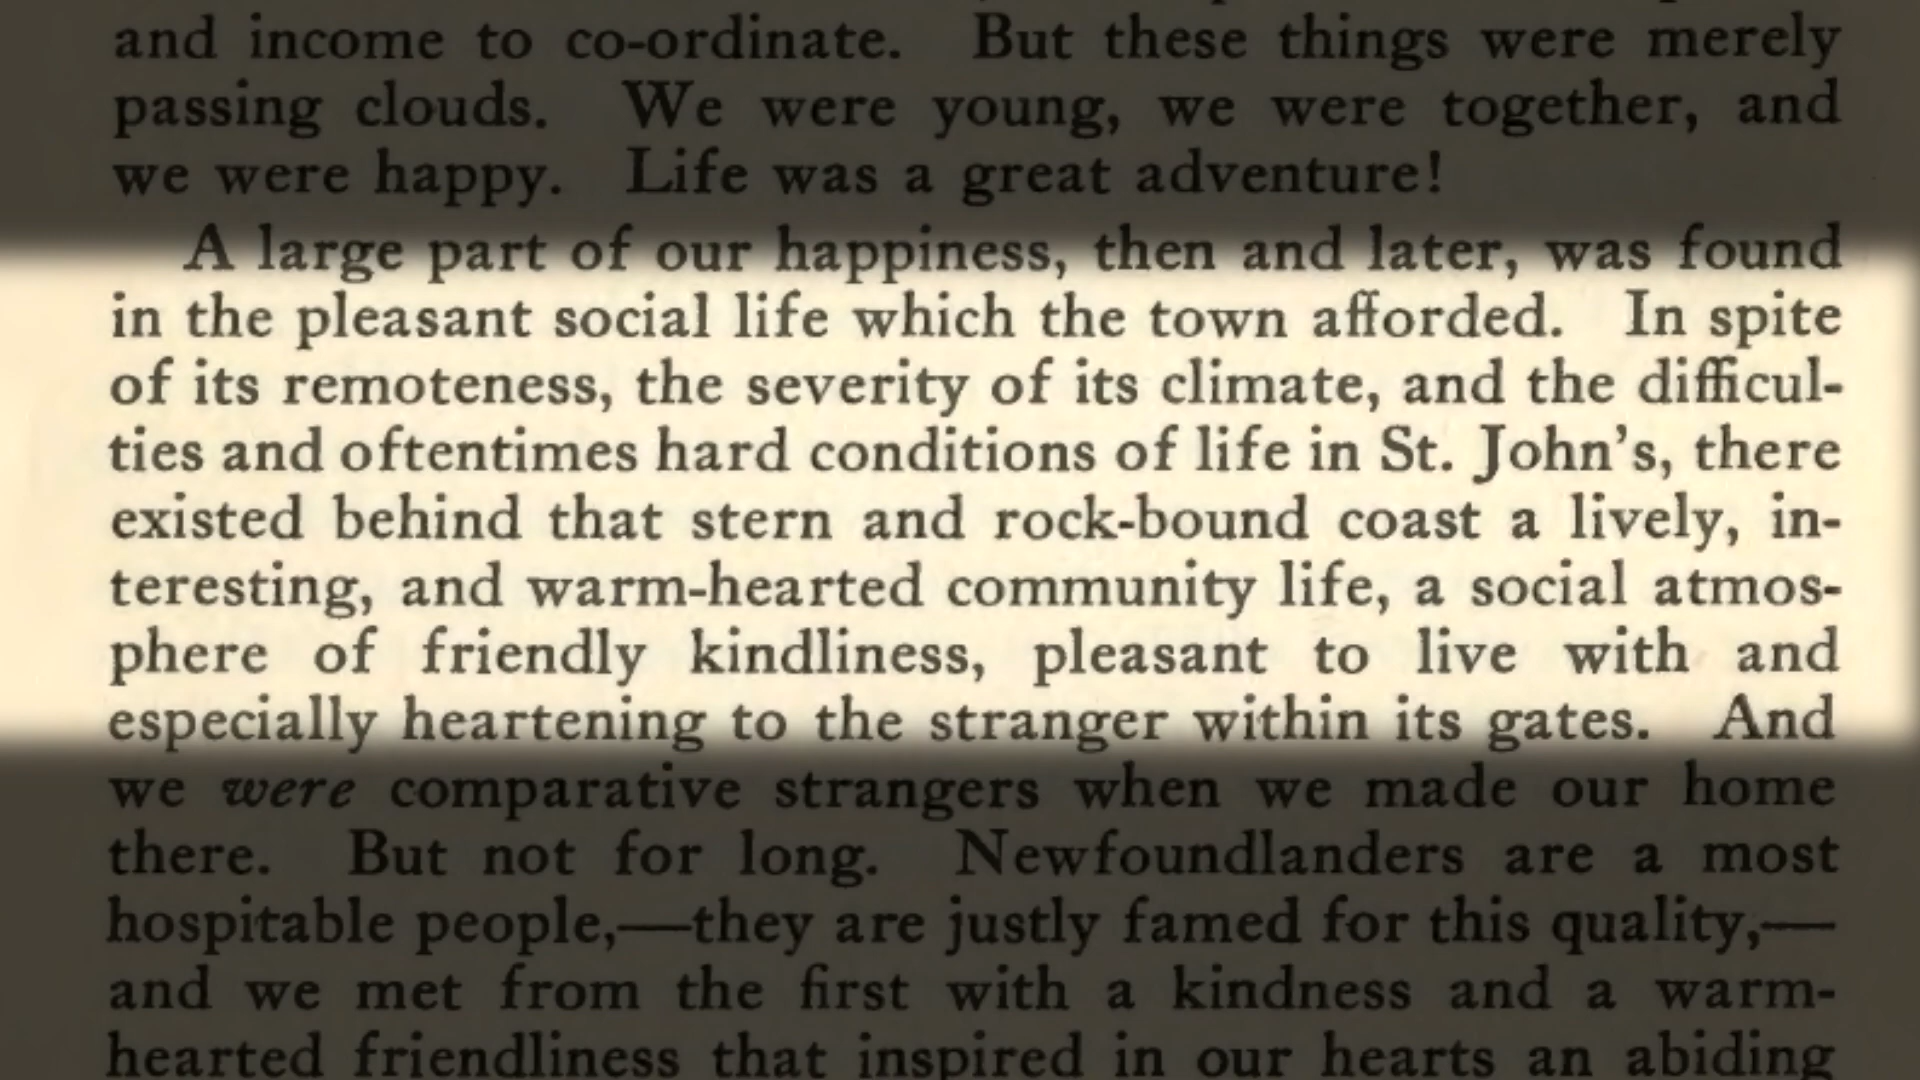 and income to co-ordinate. But these things were merely
passing clouds. We were young, we were together, and
we were happy. Life was a great adventure!
A large part of our happiness, then and later, was found
in the pleasant social life which the town afforded. In spite
of its remoteness, the severity of its climate, and the difficul-
ties and oftentimes hard conditions of life in St. John's, there
existed behind that stern and rock-bound coast a lively, in-
teresting, and warm-hearted community life, a social atmos-
phere of friendly kindliness, pleasant to live with and
especially heartening to the stranger within its gates. And
we were comparative strangers when we made our home
there. But not for long. Newfoundlanders are a most
hospitable people,—they are justly famed for this quality,—
and we met from the first with a kindness and a warm-
hearted friendliness that inspired in our hearts an abiding